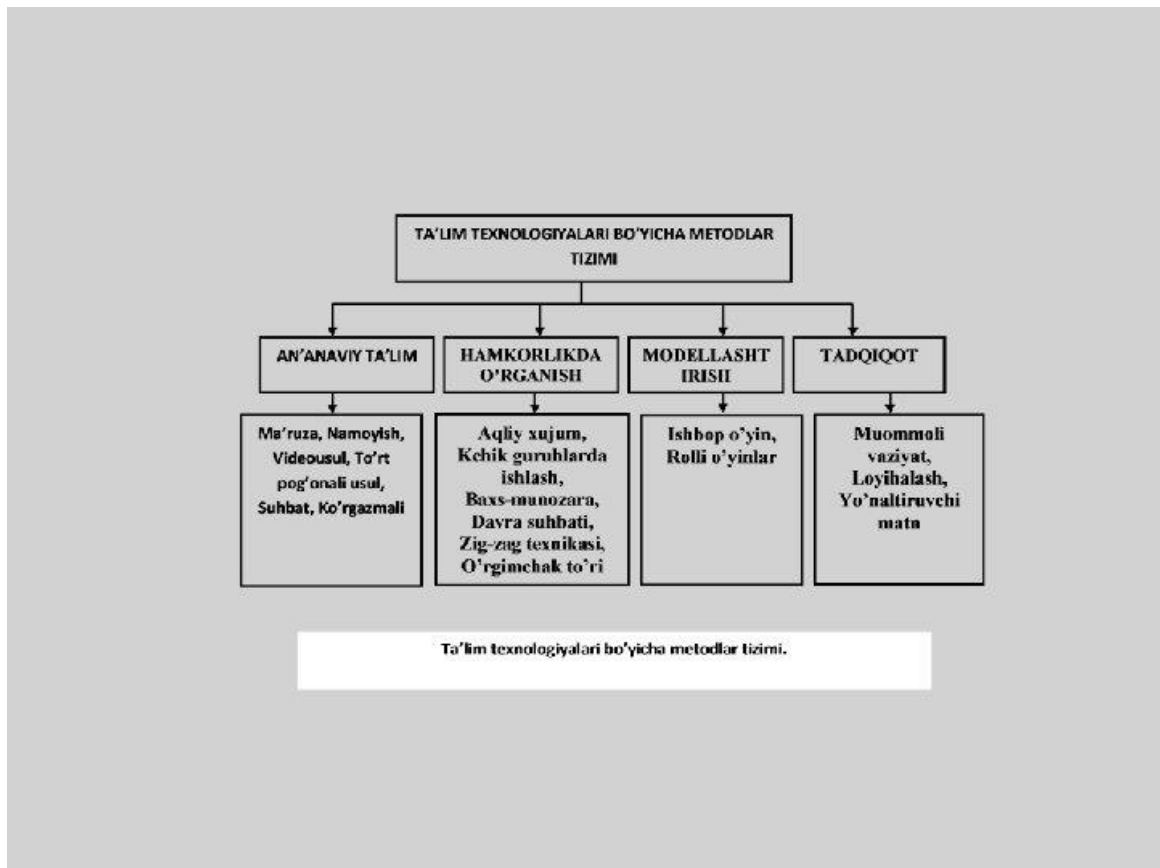 TA'LIM TEXNOLOGIYALARI BO'YICHA METODLAR
TIZIMI
AN'ANAVIY TA'LIM
HAMKORLIKDA
O'RGANISH
MODELLASHT
IRISH
TADQIQOT
Ma'ruza, Namoyish,
Videousul, To'rt
pog'onali usul,
Suhbat, Ko'rgazmali
Aqliy xujum,
Kchik guruhlarda
ishlash,
Baxs-munozara,
Davra suhbati,
Zig-zag texnikasi,
O'rgimchak to'ri
Ishbop o'yin,
Rolli o'yinlar
Muommoli
vaziyat,
Loyihalash,
Yo'naltiruvchi
matn
Ta'lim texnologiyalari bo'yicha metodlar tizimi.